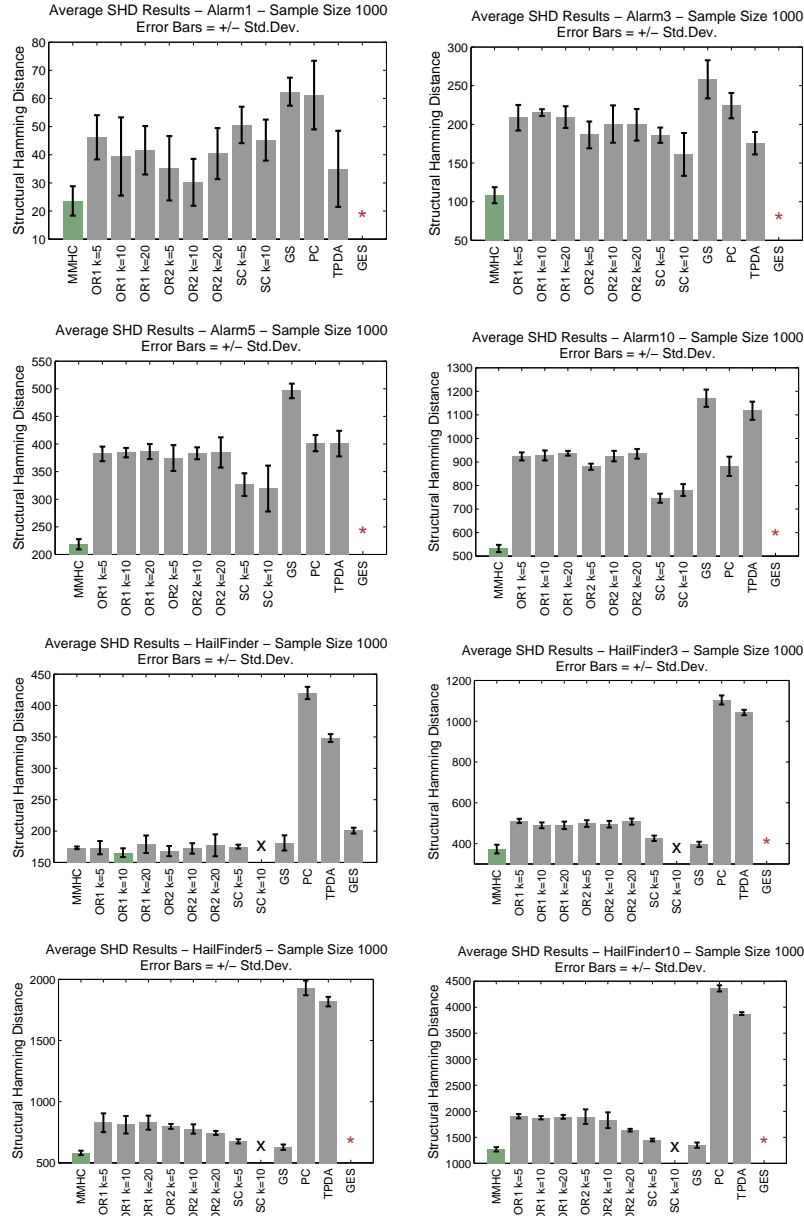 Average SHD Results – Alarm1 – Sample Size 1000
Error Bars = +/– Std.Dev.
Structural Hamming Distance
80
70
60
50
40
30
20
10
*
MMHC
OR1 k=5
OR1 k=10
OR1 k=20
OR2 k=5
OR2 k=10
OR2 k=20
SC k=5
SC k=10
GS
PC
TPDA
GES
Average SHD Results – Alarm3 – Sample Size 1000
Error Bars = +/– Std.Dev.
Structural Hamming Distance
300
250
200
150
100
50
*
MMHC
OR1 k=5
OR1 k=10
OR1 k=20
OR2 k=5
OR2 k=10
OR2 k=20
SC k=5
SC k=10
GS
PC
TPDA
GES
Average SHD Results – Alarm5 – Sample Size 1000
Error Bars = +/– Std.Dev.
Structural Hamming Distance
550
500
450
400
350
300
250
200
*
MMHC
OR1 k=5
OR1 k=10
OR1 k=20
OR2 k=5
OR2 k=10
OR2 k=20
SC k=5
SC k=10
GS
PC
TPDA
GES
Average SHD Results – Alarm10 – Sample Size 1000
Error Bars = +/– Std.Dev.
Structural Hamming Distance
1300
1200
1100
1000
900
800
700
600
500
*
MMHC
OR1 k=5
OR1 k=10
OR1 k=20
OR2 k=5
OR2 k=10
OR2 k=20
SC k=5
SC k=10
GS
PC
TPDA
GES
Average SHD Results – HailFinder – Sample Size 1000
Error Bars = +/– Std.Dev.
Structural Hamming Distance
450
400
350
300
250
200
150
X
MMHC
OR1 k=5
OR1 k=10
OR1 k=20
OR2 k=5
OR2 k=10
OR2 k=20
SC k=5
SC k=10
GS
PC
TPDA
GES
Average SHD Results – HailFinder3 – Sample Size 1000
Error Bars = +/– Std.Dev.
Structural Hamming Distance
1200
1000
800
600
400
X
*
MMHC
OR1 k=5
OR1 k=10
OR1 k=20
OR2 k=5
OR2 k=10
OR2 k=20
SC k=5
SC k=10
GS
PC
TPDA
GES
Average SHD Results – HailFinder5 – Sample Size 1000
Error Bars = +/– Std.Dev.
Structural Hamming Distance
2000
1500
1000
500
X
*
MMHC
OR1 k=5
OR1 k=10
OR1 k=20
OR2 k=5
OR2 k=10
OR2 k=20
SC k=5
SC k=10
GS
PC
TPDA
GES
Average SHD Results – HailFinder10 – Sample Size 1000
Error Bars = +/– Std.Dev.
Structural Hamming Distance
4500
4000
3500
3000
2500
2000
1500
1000
X
*
MMHC
OR1 k=5
OR1 k=10
OR1 k=20
OR2 k=5
OR2 k=10
OR2 k=20
SC k=5
SC k=10
GS
PC
TPDA
GES